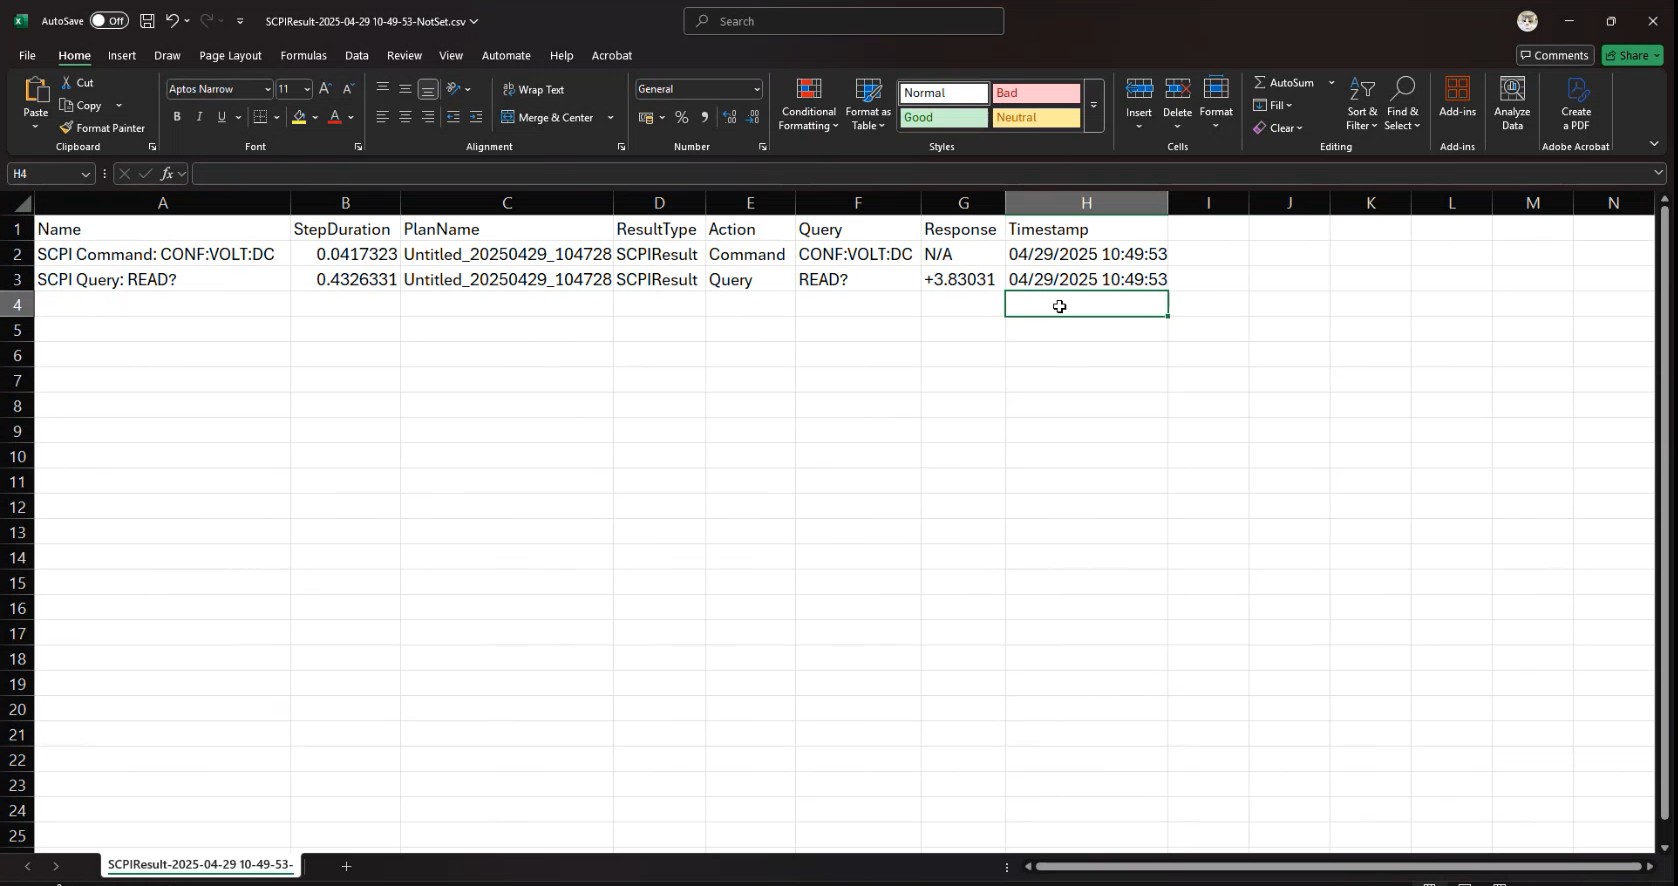 AutoSave Off SCPIResult-2025-04-29 10-49-53-NotSet.csv Search
File Home Insert Draw Page Layout Formulas Data Review View Automate Help Acrobat Comments Share
Paste Cut Copy Format Painter Clipboard
Aptos Narrow 11 B I U A A A Font
Wrap Text Merge & Center Alignment
General % Number
Conditional Formatting Format as Table Normal Bad Good Neutral Styles
Insert Delete Format Cells
AutoSum Fill Clear Sort & Filter Find & Select Editing
Add-ins Add-ins
Analyze Data
Create a PDF Adobe Acrobat
H4 fx
A B C D E F G H I J K L M N
1 Name StepDuration PlanName ResultType Action Query Response Timestamp
2 SCPI Command: CONF:VOLT:DC 0.0417323 Untitled_20250429_104728 SCPIResult Command CONF:VOLT:DC N/A 04/29/2025 10:49:53
3 SCPI Query: READ? 0.4326331 Untitled_20250429_104728 SCPIResult Query READ? +3.83031 04/29/2025 10:49:53
4
5
6
7
8
9
10
11
12
13
14
15
16
17
18
19
20
21
22
23
24
25
SCPIResult-2025-04-29 10-49-53-